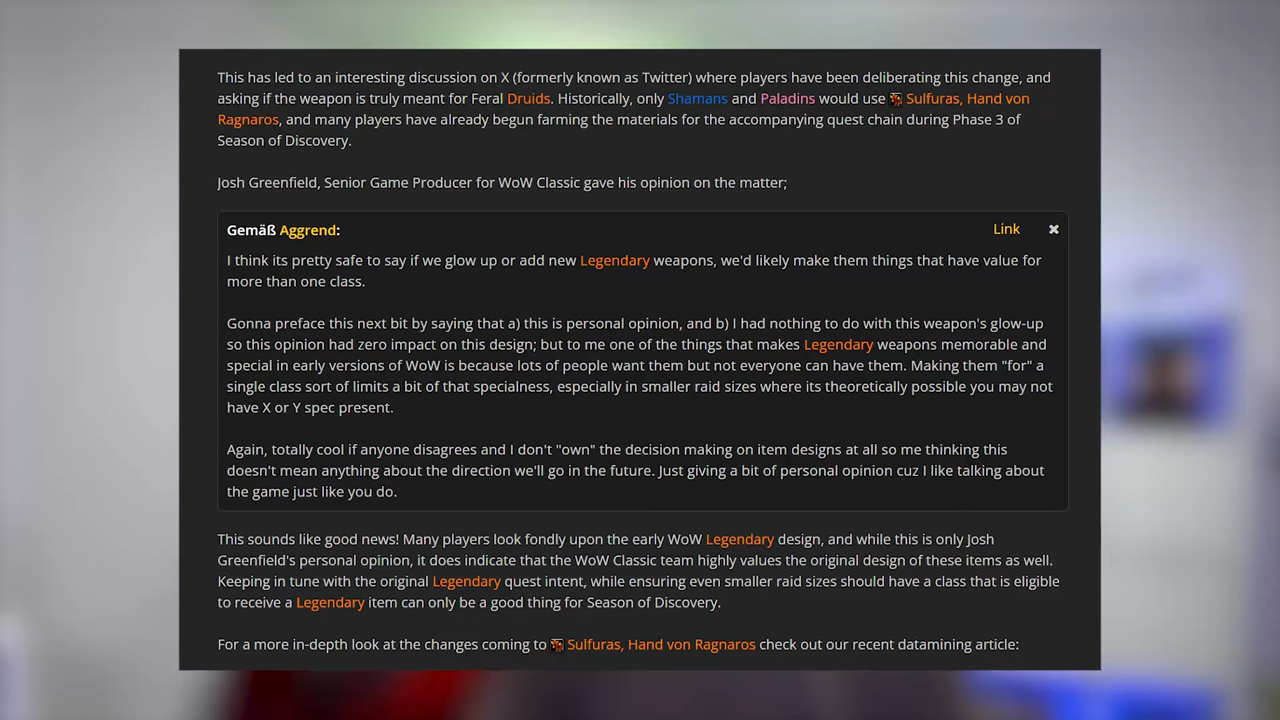 This has led to an interesting discussion on X (formerly known as Twitter) where players have been deliberating this change, and
asking if the weapon is truly meant for Feral Druids. Historically, only Shamans and Paladins would use Sulfuras, Hand von
Ragnaros, and many players have already begun farming the materials for the accompanying quest chain during Phase 3 of
Season of Discovery.
Josh Greenfield, Senior Game Producer for WoW Classic gave his opinion on the matter;
Gemäß Aggrend: Link ✖
I think its pretty safe to say if we glow up or add new Legendary weapons, we'd likely make them things that have value for
more than one class.
Gonna preface this next bit by saying that a) this is personal opinion, and b) I had nothing to do with this weapon's glow-up
so this opinion had zero impact on this design; but to me one of the things that makes Legendary weapons memorable and
special in early versions of WoW is because lots of people want them but not everyone can have them. Making them "for" a
single class sort of limits a bit of that specialness, especially in smaller raid sizes where its theoretically possible you may not
have X or Y spec present.
Again, totally cool if anyone disagrees and I don't "own" the decision making on item designs at all so me thinking this
doesn't mean anything about the direction we'll go in the future. Just giving a bit of personal opinion cuz I like talking about
the game just like you do.
This sounds like good news! Many players look fondly upon the early WoW Legendary design, and while this is only Josh
Greenfield's personal opinion, it does indicate that the WoW Classic team highly values the original design of these items as well.
Keeping in tune with the original Legendary quest intent, while ensuring even smaller raid sizes should have a class that is eligible
to receive a Legendary item can only be a good thing for Season of Discovery.
For a more in-depth look at the changes coming to Sulfuras, Hand von Ragnaros check out our recent datamining article: